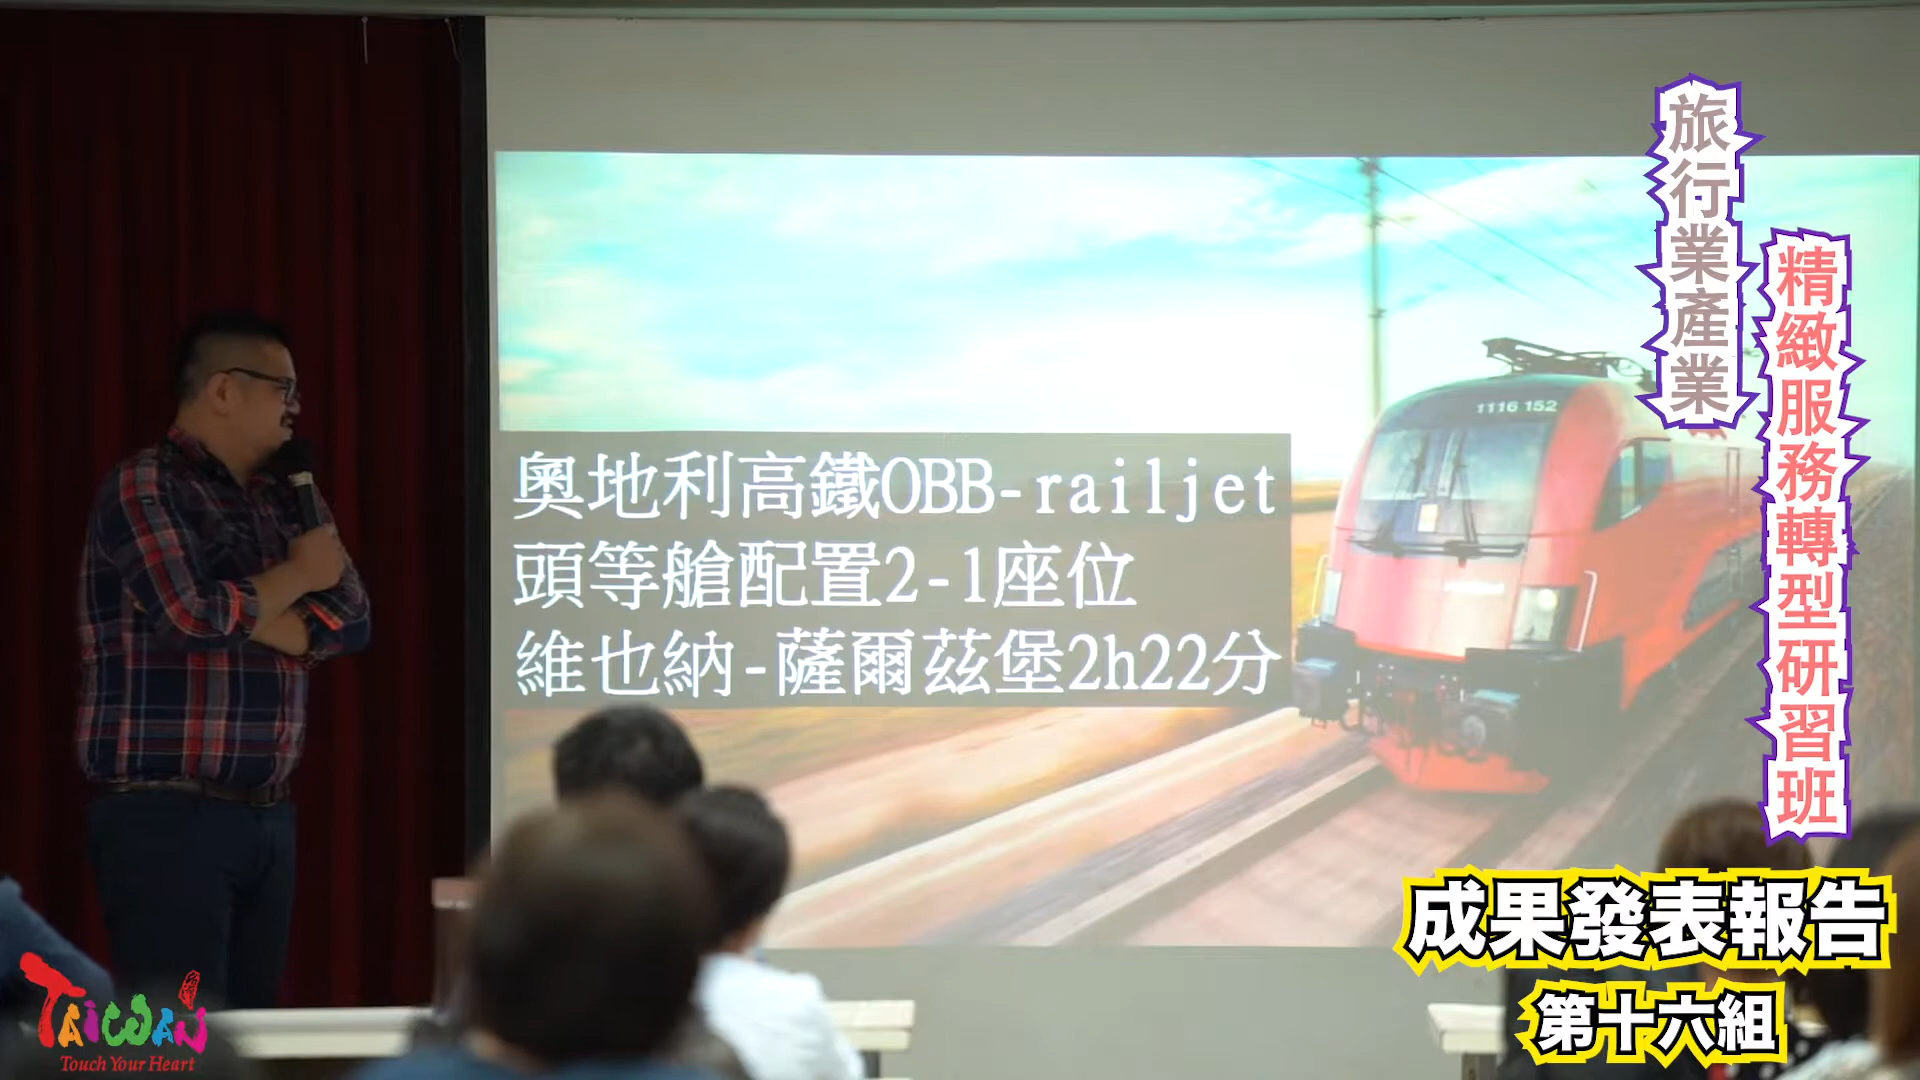 旅行業產業
精緻服務轉型研習班
1116 152
奧地利高鐵OBB-railjet
頭等艙配置2-1座位
維也納-薩爾茲堡2h22分
成果發表報告
第十六組
TAIWAN
Touch Your Heart